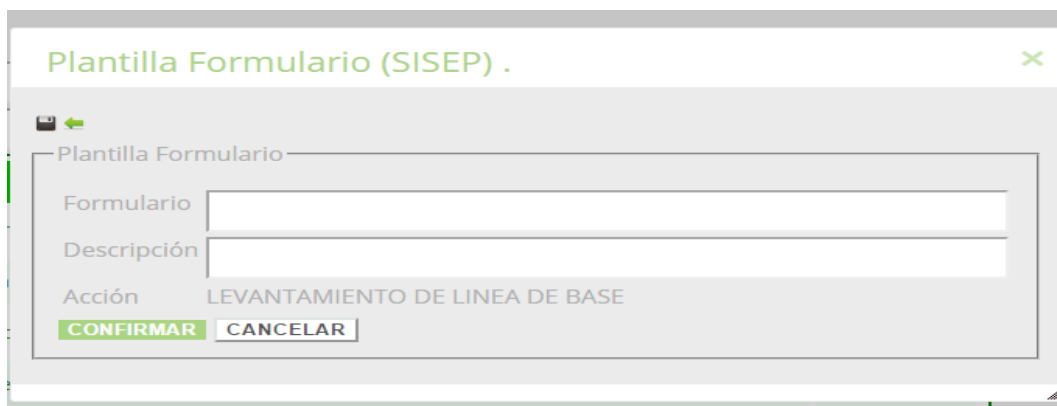 Plantilla Formulario (SISEP) .
Plantilla Formulario
Formulario
Descripción
Acción LEVANTAMIENTO DE LINEA DE BASE
CONFIRMAR CANCELAR